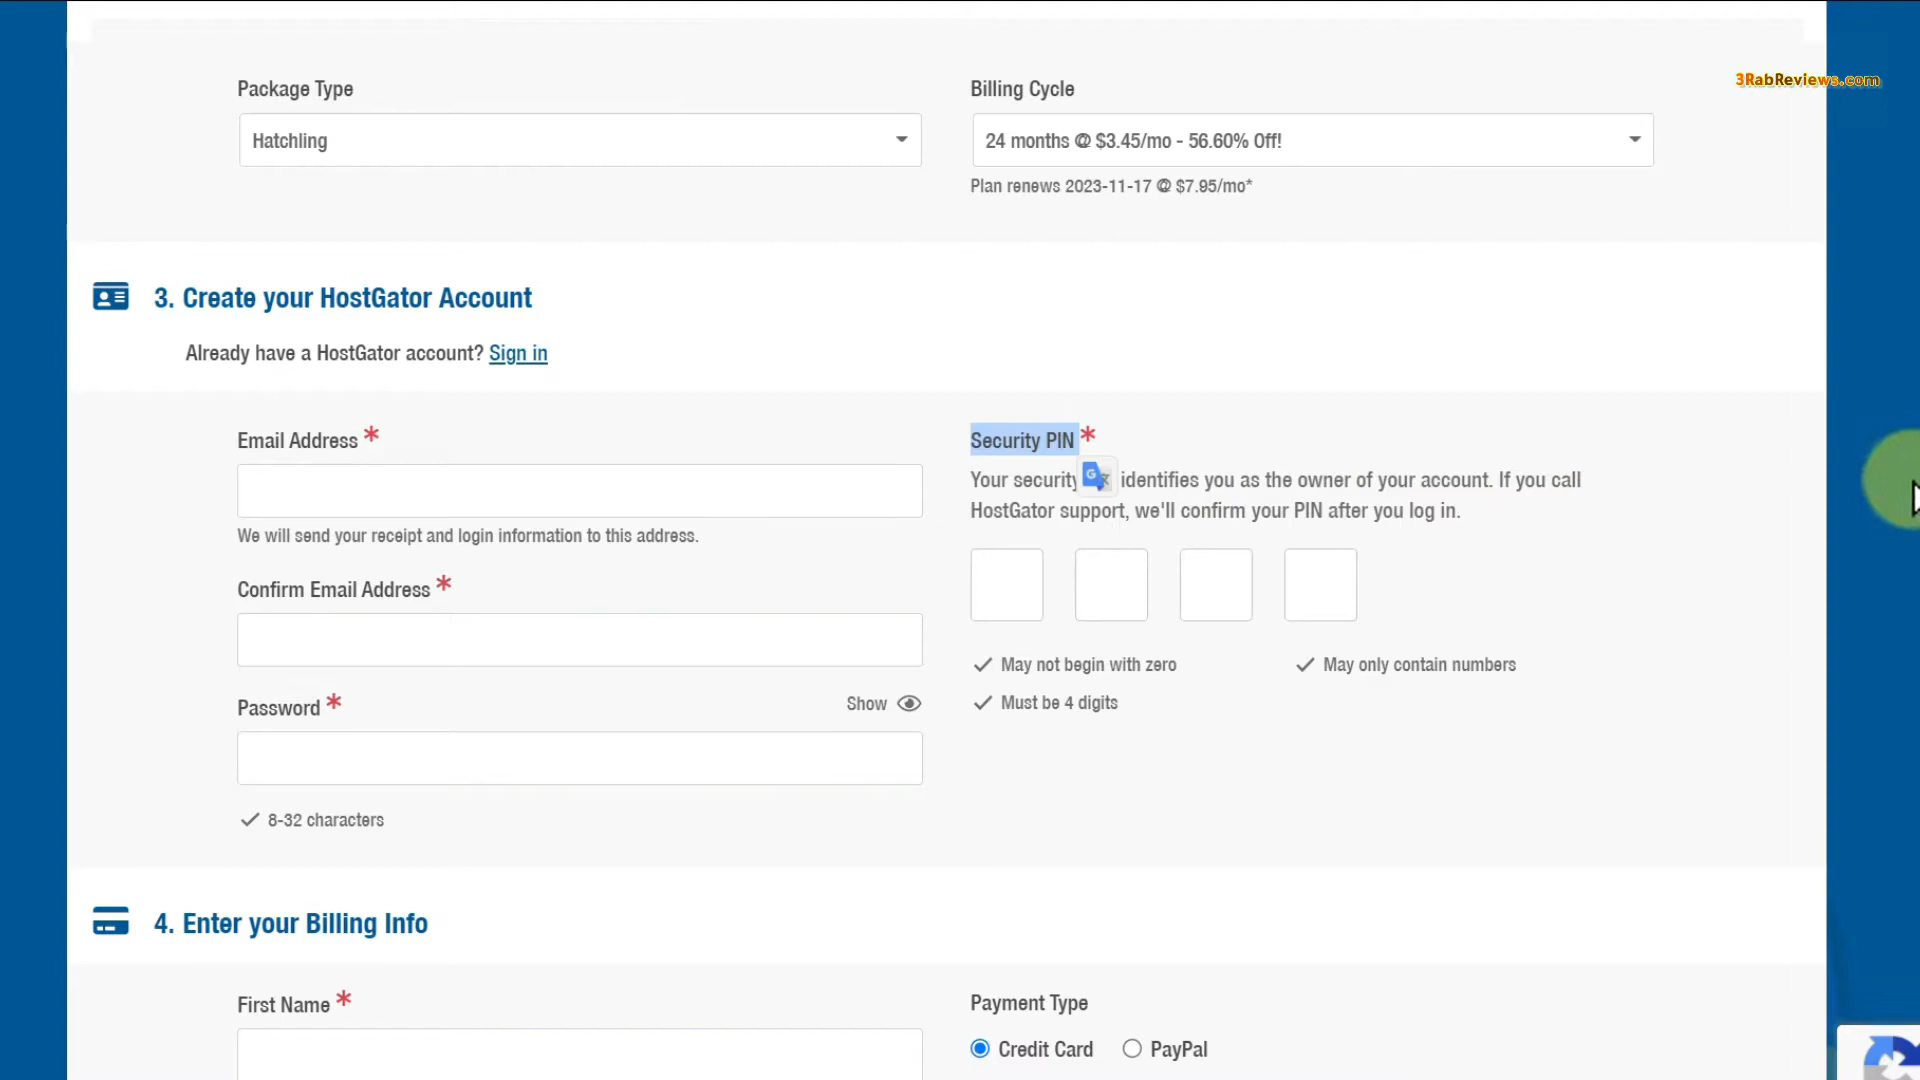 Package Type
Billing Cycle
3RabReviews.com
Hatchling
24 months @ $3.45/mo - 56.60% Off!
Plan renews 2023-11-17 @ $7.95/mo*
3. Create your HostGator Account
Already have a HostGator account? Sign in
Email Address *
Security PIN *
Your security identifies you as the owner of your account. If you call
HostGator support, we'll confirm your PIN after you log in.
We will send your receipt and login information to this address.
Confirm Email Address *
May not begin with zero
May only contain numbers
Must be 4 digits
Password *
Show
8-32 characters
4. Enter your Billing Info
First Name *
Payment Type
Credit Card
PayPal